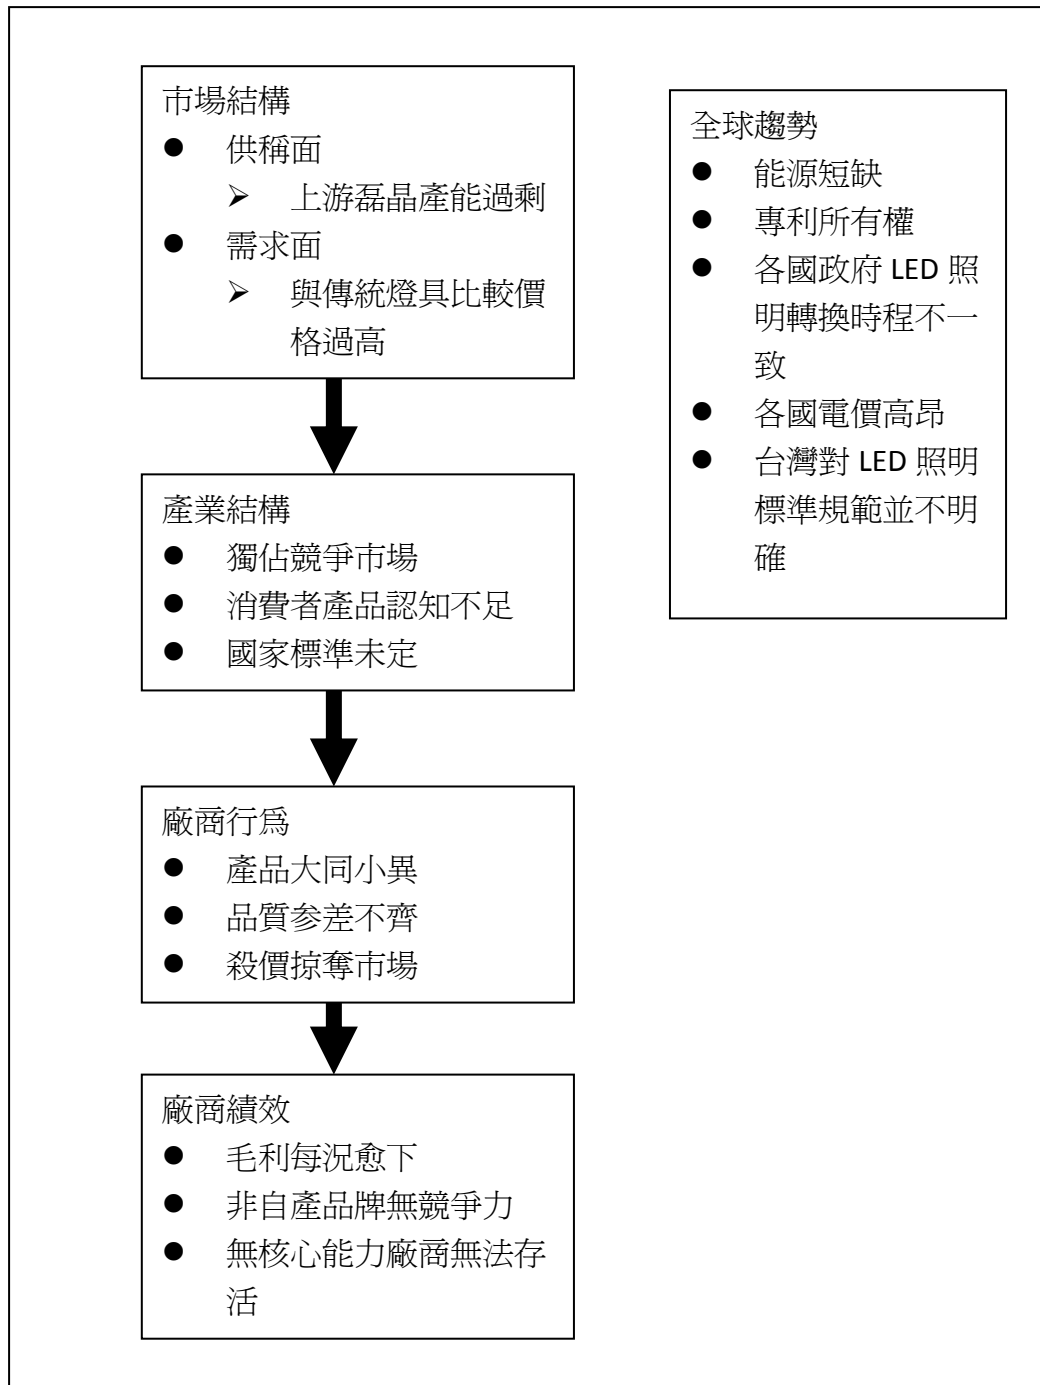 市場結構
● 供稱面
➢ 上游磊晶產能過剩
● 需求面
➢ 與傳統燈具比較價
格過高
產業結構
● 獨佔競爭市場
● 消費者產品認知不足
● 國家標準未定
廠商行為
● 產品大同小異
● 品質參差不齊
● 殺價掠奪市場
廠商績效
● 毛利每況愈下
● 非自產品牌無競爭力
● 無核心能力廠商無法存
活
全球趨勢
● 能源短缺
● 專利所有權
● 各國政府 LED 照
明轉換時程不一
致
● 各國電價高昂
● 台灣對 LED 照明
標準規範並不明
確